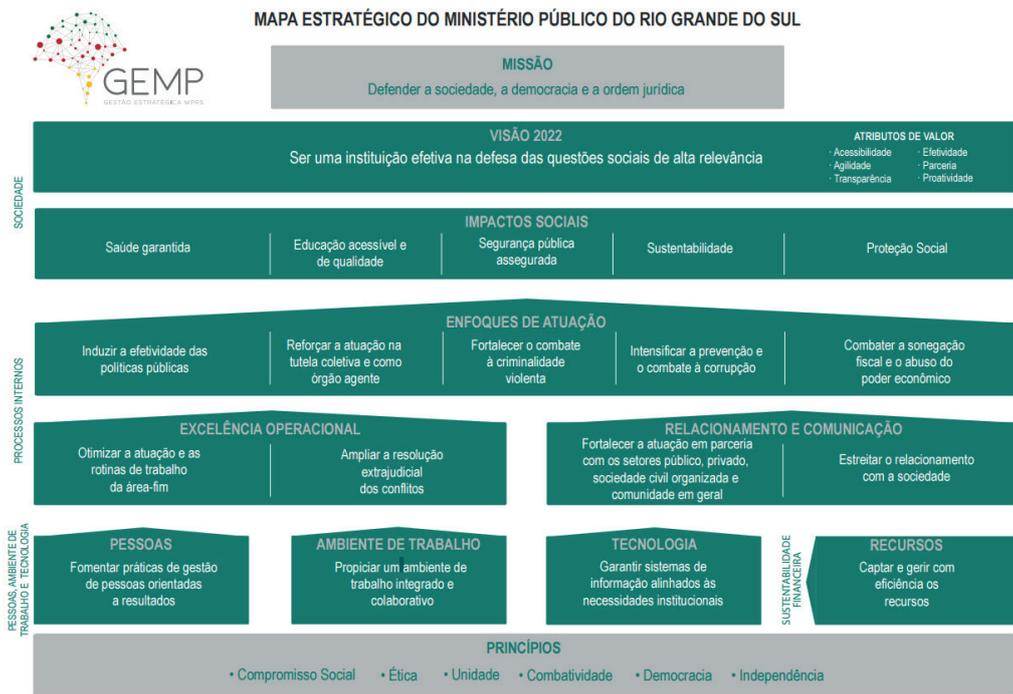 MAPA ESTRATÉGICO DO MINISTÉRIO PÚBLICO DO RIO GRANDE DO SUL
GEMP
GESTÃO ESTRATÉGICA MPRS
MISSÃO
Defender a sociedade, a democracia e a ordem jurídica
SOCIEDADE
VISÃO 2022
Ser uma instituição efetiva na defesa das questões sociais de alta relevância
ATRIBUTOS DE VALOR
· Acessibilidade
· Agilidade
· Transparência
· Efetividade
· Parceria
· Proatividade
IMPACTOS SOCIAIS
Saúde garantida
Educação acessível e
de qualidade
Segurança pública
assegurada
Sustentabilidade
Proteção Social
PROCESSOS INTERNOS
ENFOQUES DE ATUAÇÃO
Induzir a efetividade das
políticas públicas
Reforçar a atuação na
tutela coletiva e como
órgão agente
Fortalecer o combate
à criminalidade
violenta
Intensificar a prevenção e
o combate à corrupção
Combater a sonegação
fiscal e o abuso do
poder econômico
EXCELÊNCIA OPERACIONAL
Otimizar a atuação e as
rotinas de trabalho
da área-fim
Ampliar a resolução
extrajudicial
dos conflitos
RELACIONAMENTO E COMUNICAÇÃO
Fortalecer a atuação em parceria
com os setores público, privado,
sociedade civil organizada e
comunidade em geral
Estreitar o relacionamento
com a sociedade
PESSOAS, AMBIENTE DE
TRABALHO E TECNOLOGIA
PESSOAS
Fomentar práticas de gestão
de pessoas orientadas
a resultados
AMBIENTE DE TRABALHO
Propiciar um ambiente de
trabalho integrado e
colaborativo
TECNOLOGIA
Garantir sistemas de
informação alinhados às
necessidades institucionais
SUSTENTABILIDADE
FINANCEIRA
RECURSOS
Captar e gerir com
eficiência os
recursos
PRINCÍPIOS
• Compromisso Social • Ética • Unidade • Combatividade • Democracia • Independência